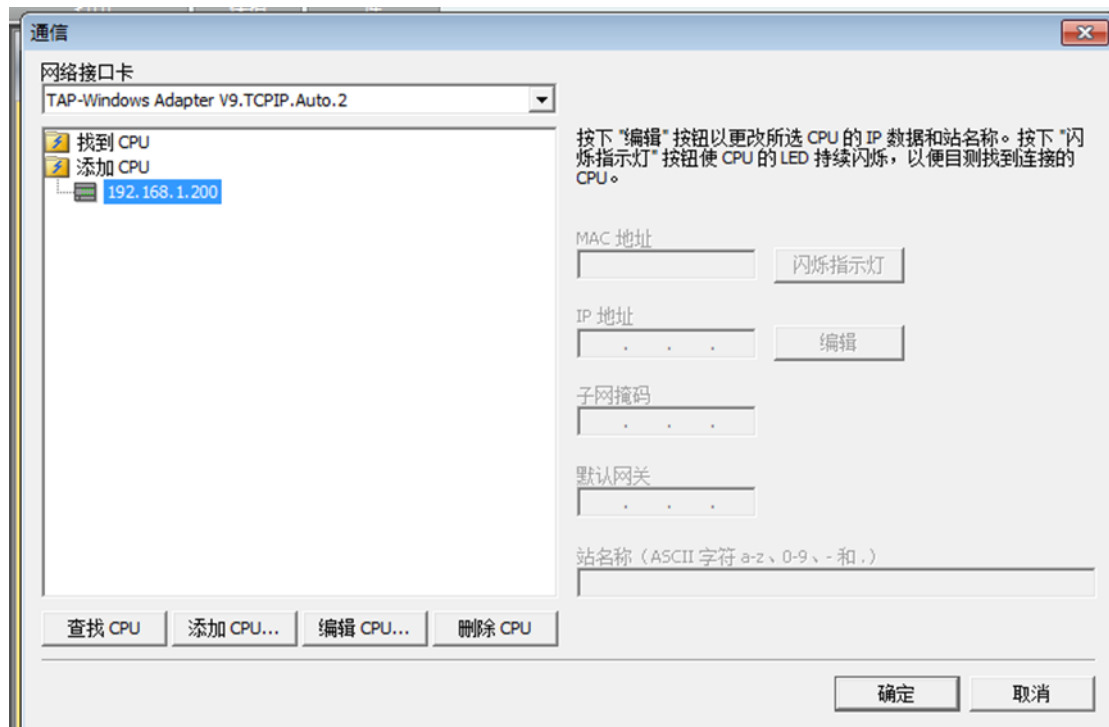 通信
网络接口卡
TAP-Windows Adapter V9.TCPIP.Auto.2
找到 CPU
添加 CPU
192.168.1.200
按下 "编辑" 按钮以更改所选 CPU 的 IP 数据和站名称。按下 "闪
烁指示灯" 按钮使 CPU 的 LED 持续闪烁，以便目测找到连接的
CPU。
MAC 地址
闪烁指示灯
IP 地址
. . .
编辑
子网掩码
. . .
默认网关
. . .
站名称（ASCII 字符 a-z、0-9、- 和 .）
查找 CPU
添加 CPU...
编辑 CPU...
删除 CPU
确定
取消